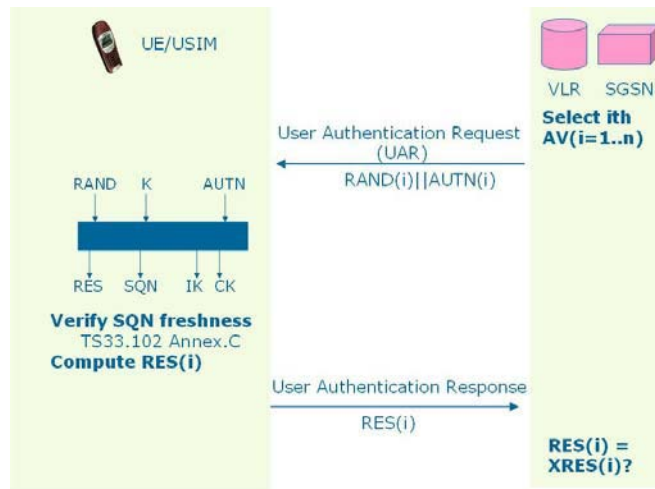 UE/USIM
VLR SGSN
Select ith
AV(i=1..n)
User Authentication Request
(UAR)
RAND(i)||AUTN(i)
RAND K AUTN
RES SQN IK CK
Verify SQN freshness
TS33.102 Annex.C
Compute RES(i)
User Authentication Response
RES(i)
RES(i) =
XRES(i)?